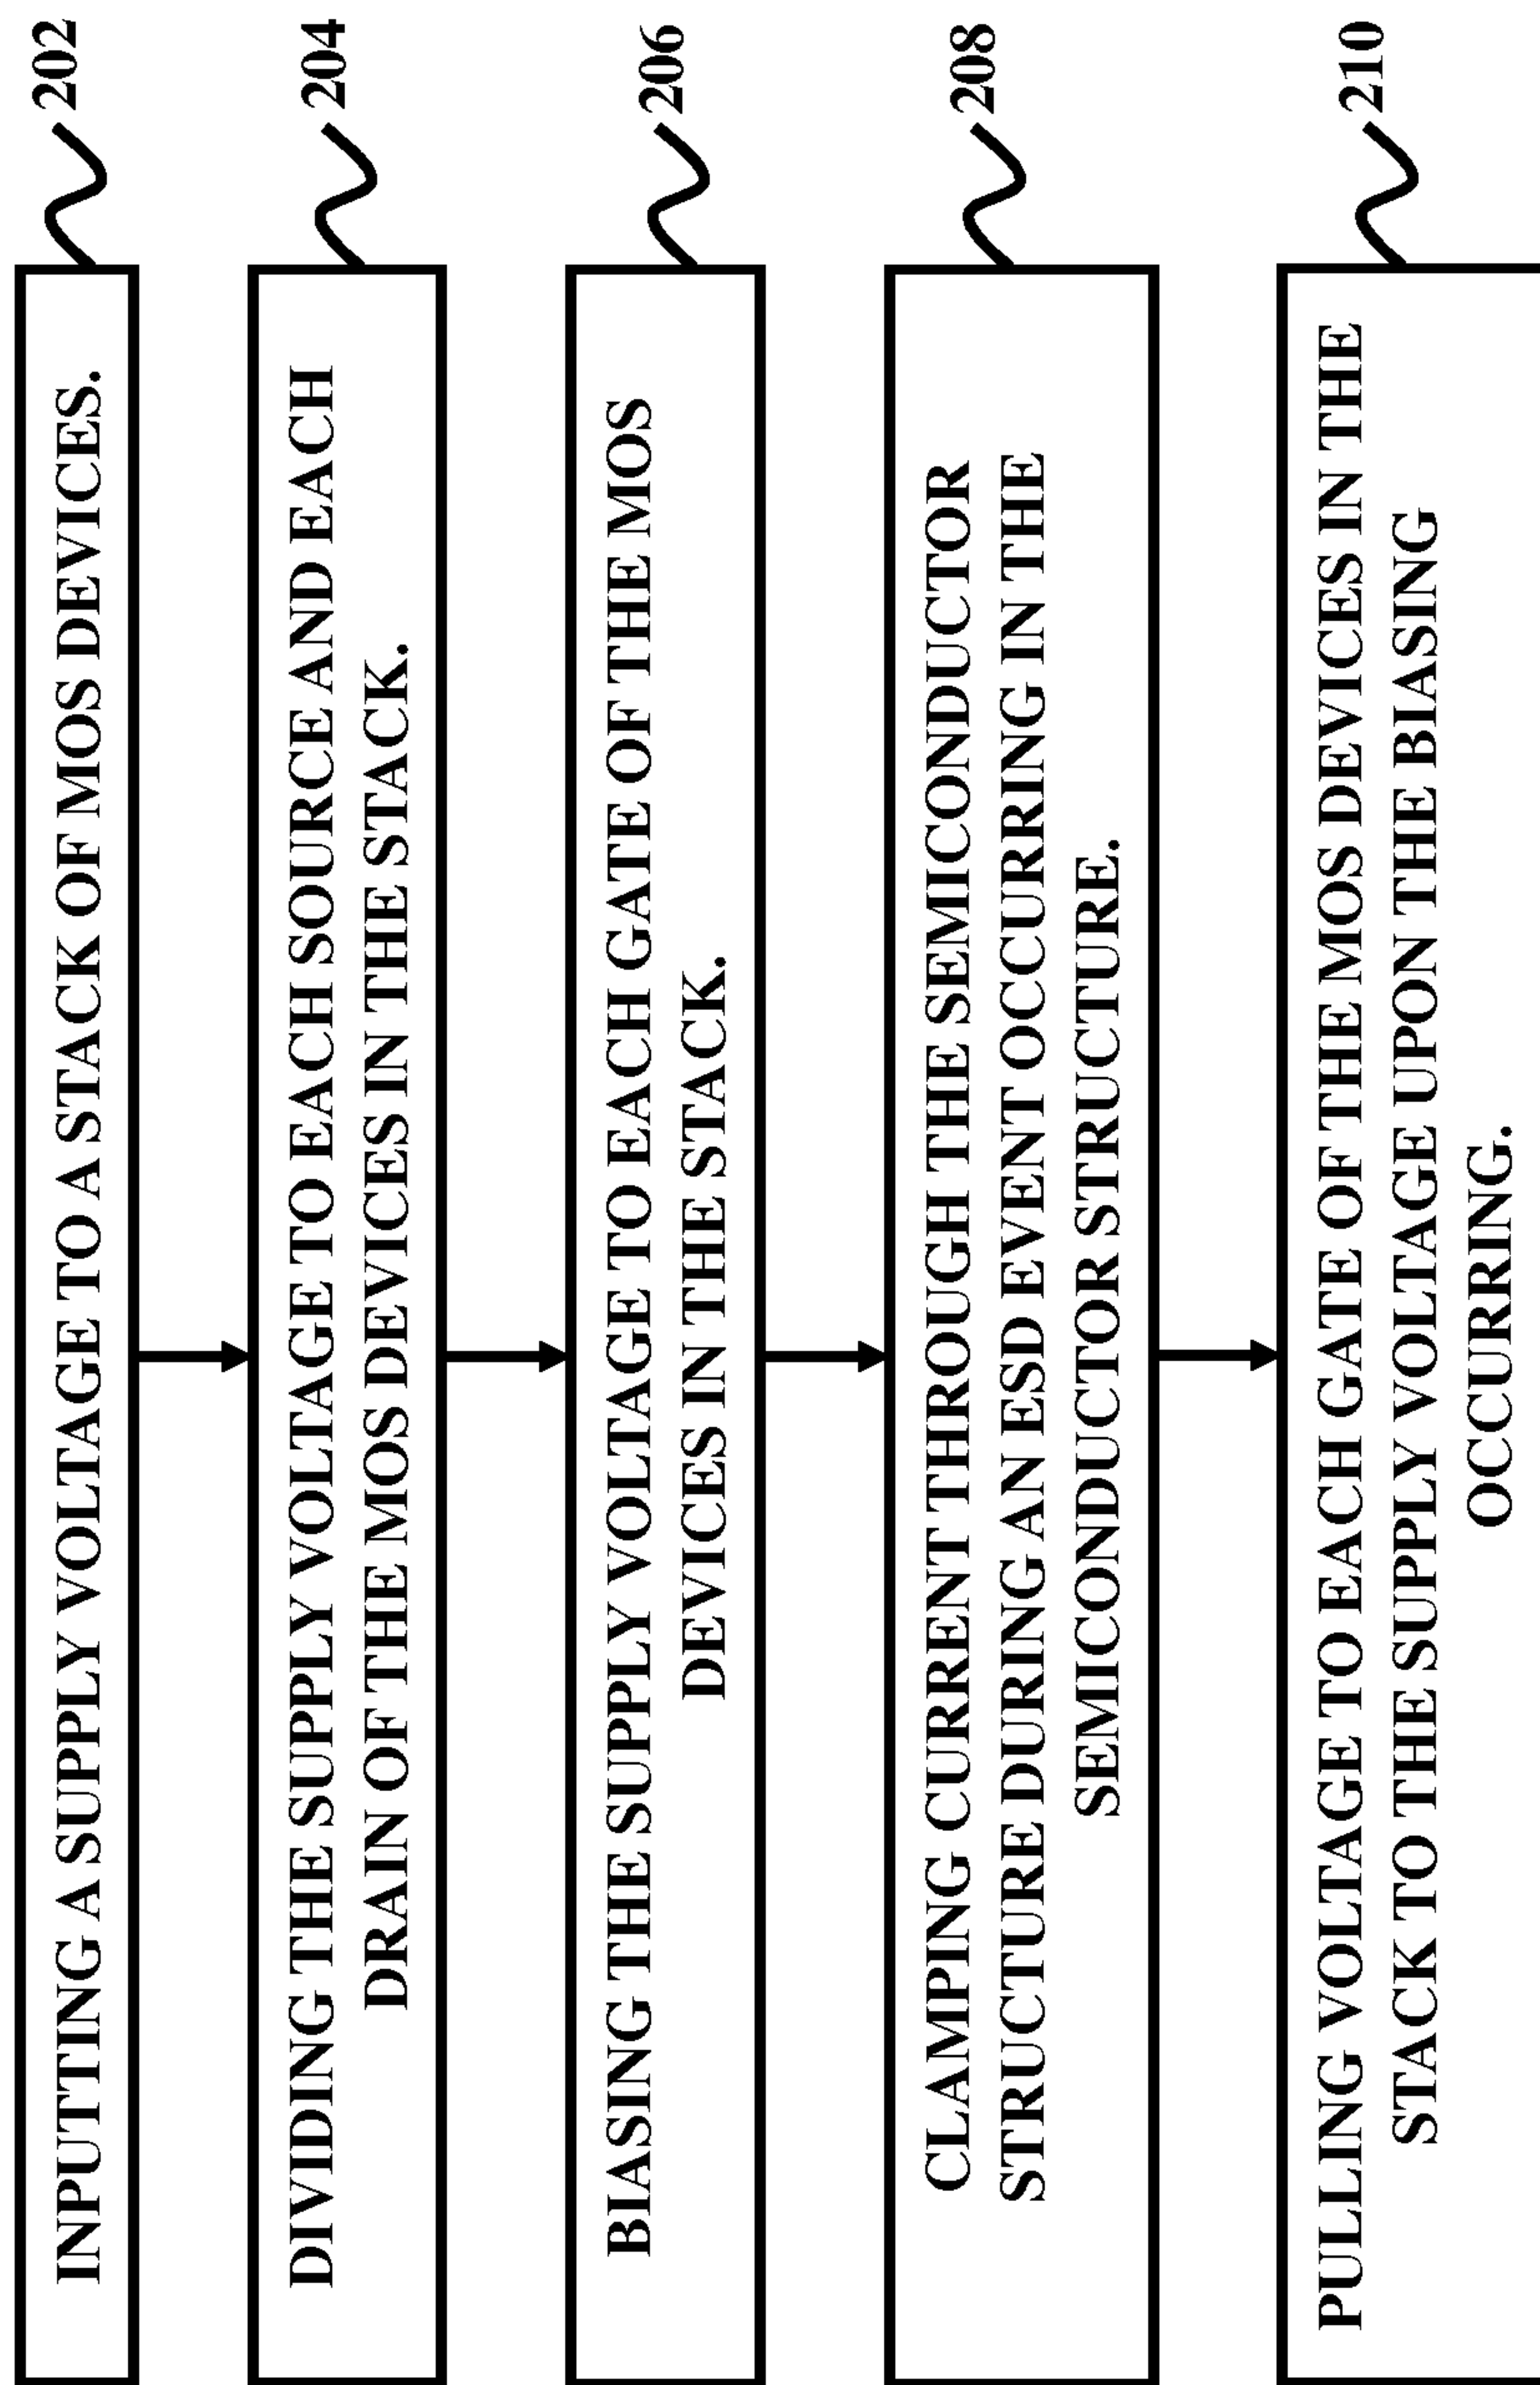 202
INPUTTING A SUPPLY VOLTAGE TO A STACK OF MOS DEVICES.
204
DIVIDING THE SUPPLY VOLTAGE TO EACH SOURCE AND EACH
DRAIN OF THE MOS DEVICES IN THE STACK.
206
BIASING THE SUPPLY VOLTAGE TO EACH GATE OF THE MOS
DEVICES IN THE STACK.
208
CLAMPING CURRENT THROUGH THE SEMICONDUCTOR
STRUCTURE DURING AN ESD EVENT OCCURRING IN THE
SEMICONDUCTOR STRUCTURE.
210
PULLING VOLTAGE TO EACH GATE OF THE MOS DEVICES IN THE
STACK TO THE SUPPLY VOLTAGE UPON THE BIASING
OCCURRING.